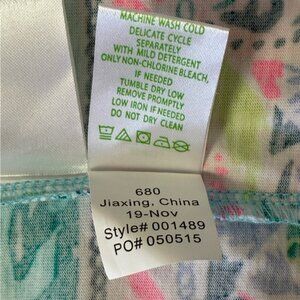 MACHINE WASH COLD
DELICATE CYCLE
SEPARATELY
WITH MILD DETERGENT
ONLY NON-CHLORINE BLEACH,
IF NEEDED
TUMBLE DRY LOW
REMOVE PROMPTLY
LOW IRON IF NEEDED
DO NOT DRY CLEAN
680
Jiaxing, China
19-Nov
Style# 001489
PO# 050515